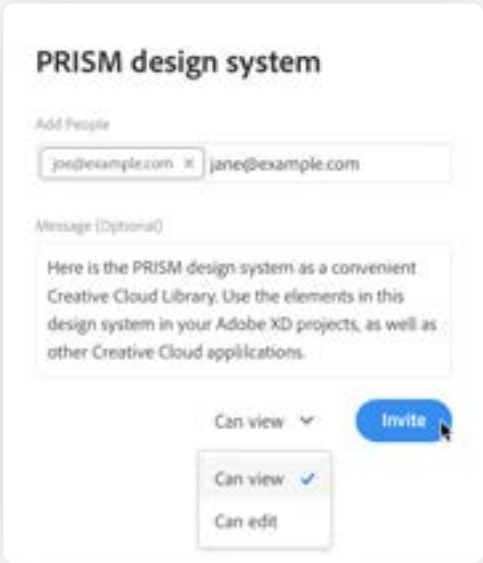 PRISM design system
Add People
joe@example.com × jane@example.com
Message (Optional)
Here is the PRISM design system as a convenient
Creative Cloud Library. Use the elements in this
design system in your Adobe XD projects, as well as
other Creative Cloud applilcations.
Can view Invite
Can view
Can edit